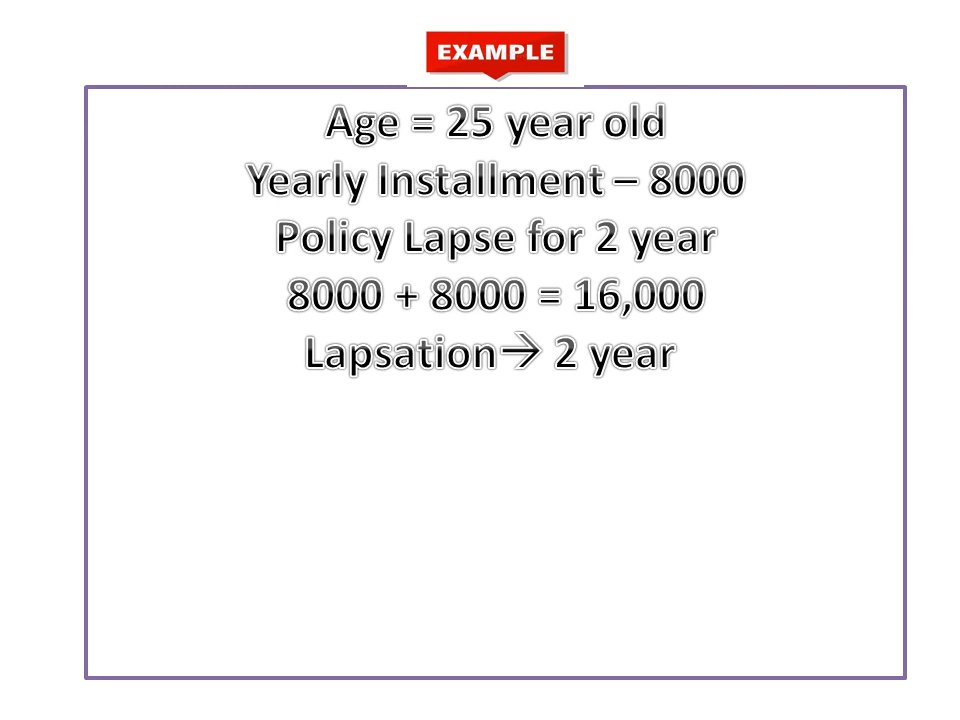 EXAMPLE
Age = 25 year old
Yearly Installment – 8000
Policy Lapse for 2 year
8000 + 8000 = 16,000
Lapsation→ 2 year